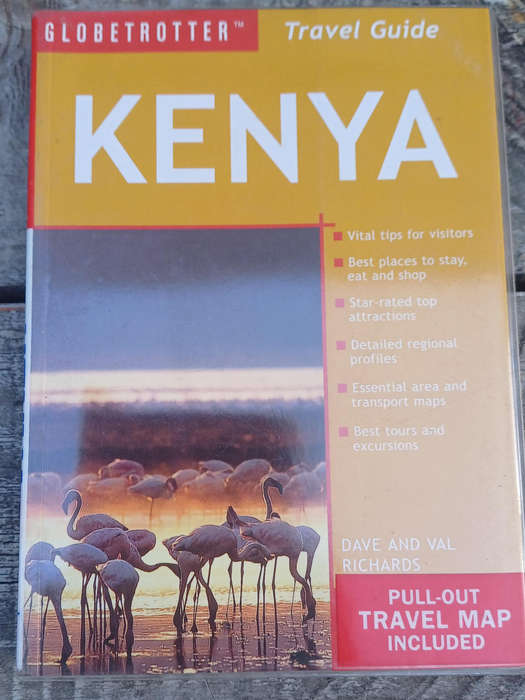 GLOBETROTTER™
Travel Guide
KENYA
Vital tips for visitors
Best places to stay,
eat and shop
Star-rated top
attractions
Detailed regional
profiles
Essential area and
transport maps
Best tours and
excursions
DAVE AND VAL
RICHARDS
PULL-OUT
TRAVEL MAP
INCLUDED